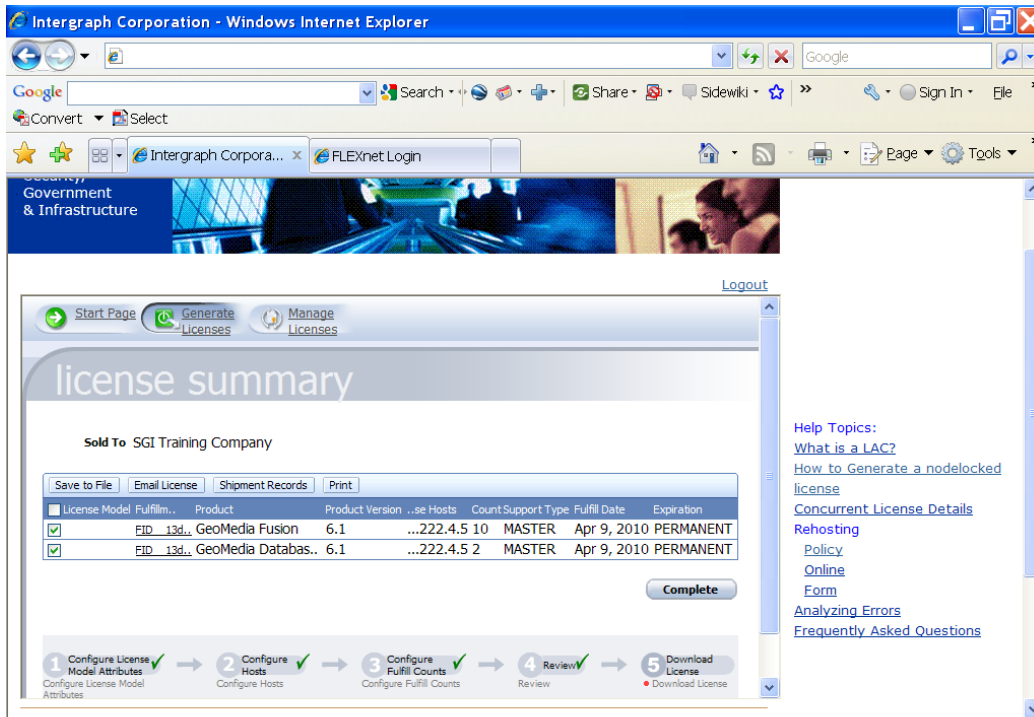 Intergraph Corporation - Windows Internet Explorer
Google
Google Search Share Sidewiki » Sign In File
Convert Select
Intergraph Corpora... x FLEXnet Login Page Tools
Security,
Government
& Infrastructure
Logout
Start Page Generate Licenses Manage Licenses
license summary
Sold To SGI Training Company
Save to File Email License Shipment Records Print
License Model Fulfillm.. Product Product Version ..se Hosts Count Support Type Fulfill Date Expiration
FID__13d.. GeoMedia Fusion 6.1 ...222.4.5 10 MASTER Apr 9, 2010 PERMANENT
FID__13d.. GeoMedia Databas.. 6.1 ...222.4.5 2 MASTER Apr 9, 2010 PERMANENT
Complete
1 Configure License Model Attributes 2 Configure Hosts 3 Configure Fulfill Counts 4 Review 5 Download License
Configure License Model Attributes Configure Hosts Configure Fulfill Counts Review Download License
Help Topics:
What is a LAC?
How to Generate a nodelocked
license
Concurrent License Details
Rehosting
Policy
Online
Form
Analyzing Errors
Frequently Asked Questions